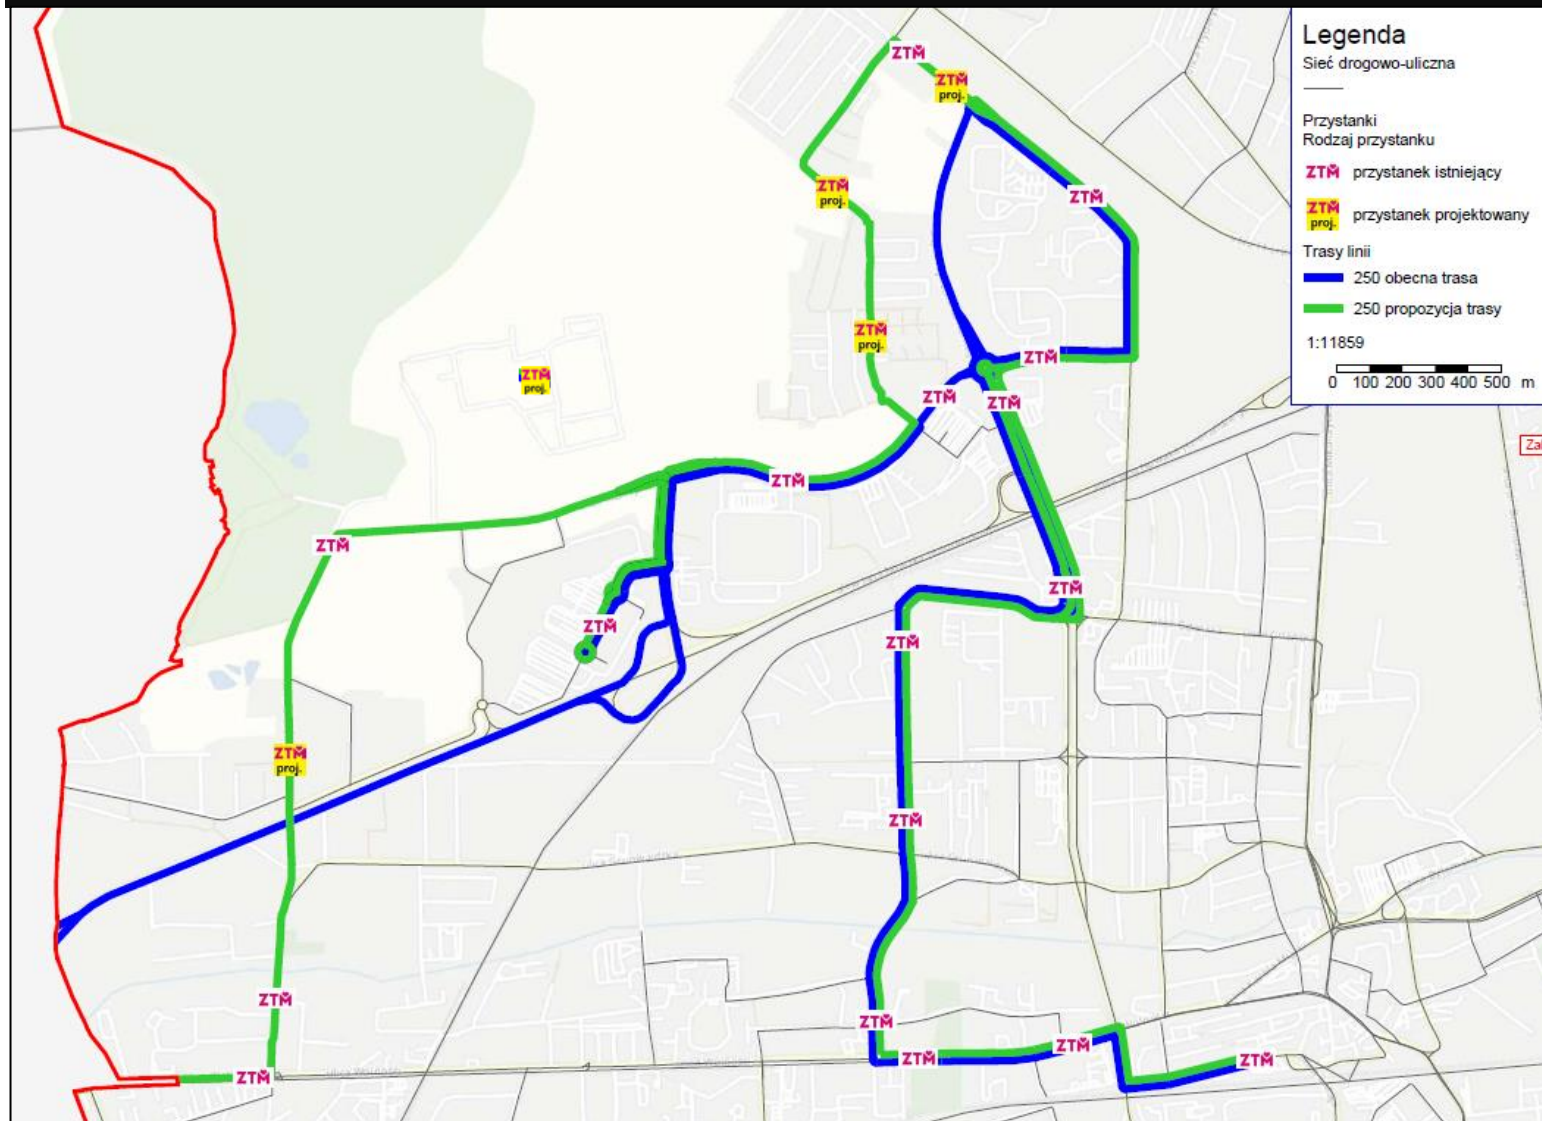 Legenda
Sieć drogowo-uliczna
Przystanki
Rodzaj przystanku
ZTM przystanek istniejący
ZTM
proj. przystanek projektowany
Trasy linii
250 obecna trasa
250 propozycja trasy
1:11859
0 100 200 300 400 500 m
ZTM
ZTM
proj.
ZTM
proj.
ZTM
ZTM
proj.
ZTM
ZTM
proj.
ZTM
ZTM
ZTM
ZTM
ZTM
ZTM
ZTM
ZTM
proj.
ZTM
ZTM
ZTM
ZTM
ZTM
ZTM
ZTM